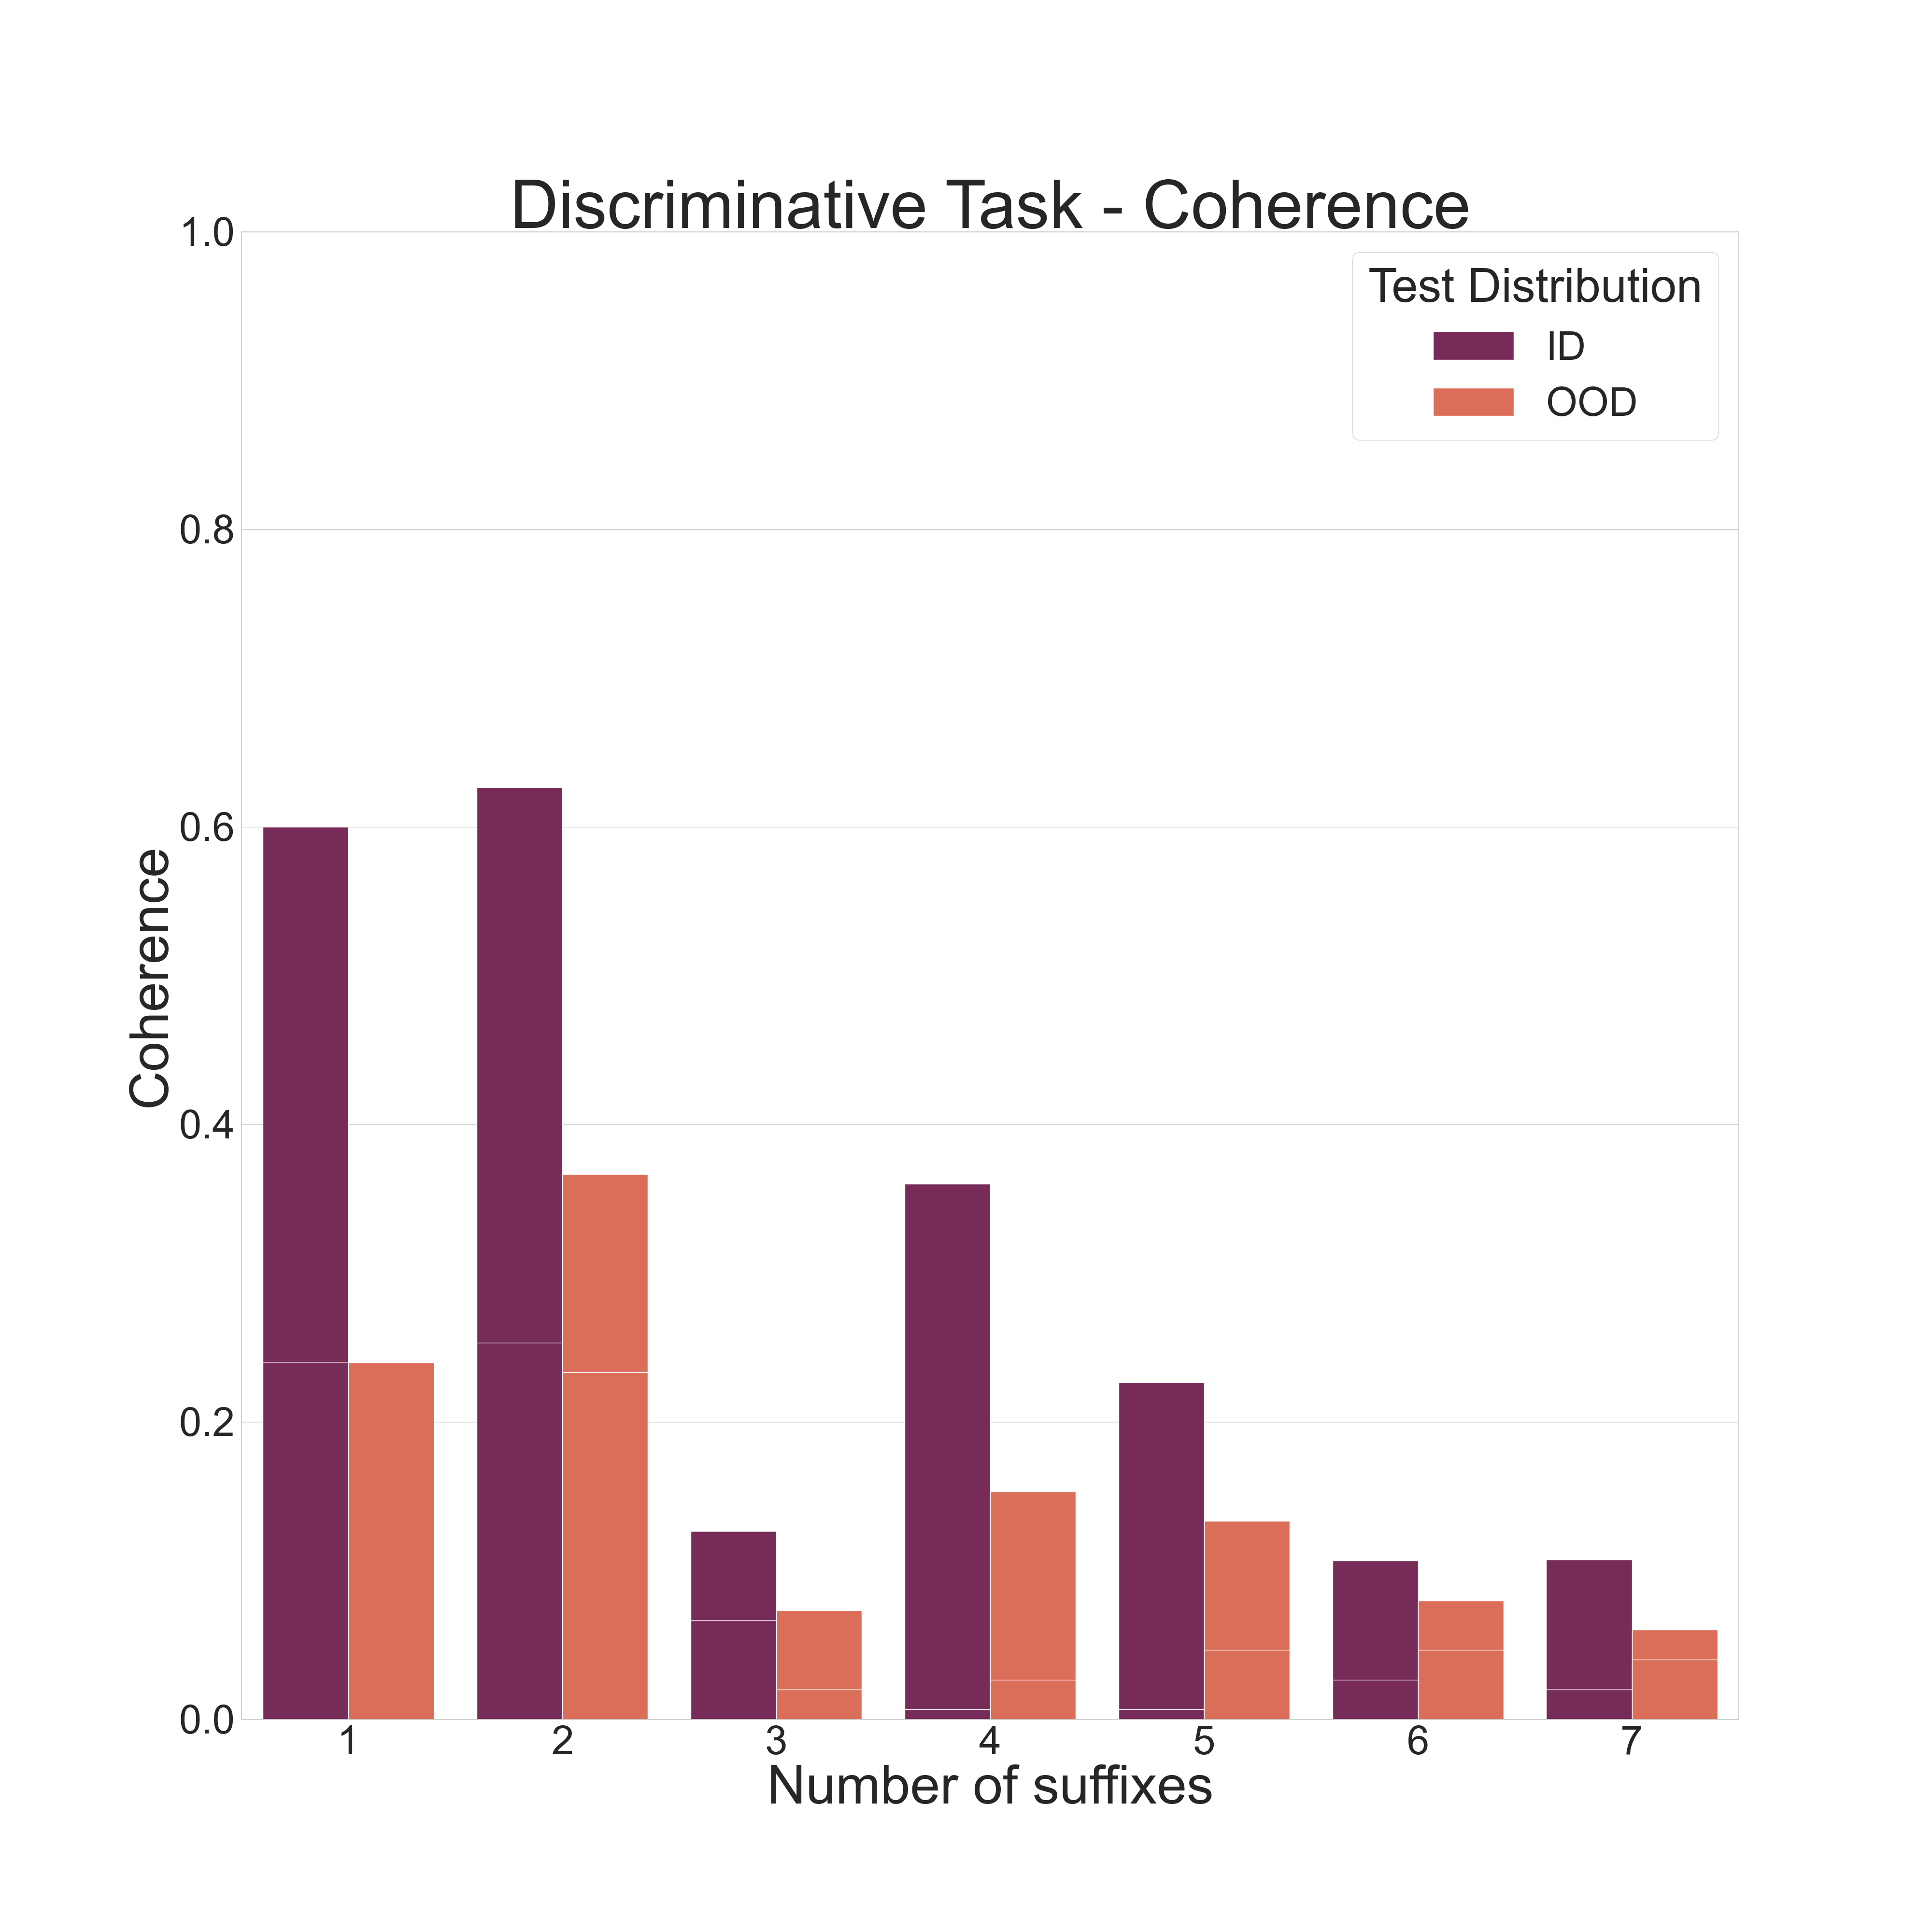 Discriminative Task - Coherence
1.0
Test Distribution
ID
OOD
0.8
0.6
0.4
0.2
0.0
Coherence
1 2 3 4 5 6 7
Number of suffixes